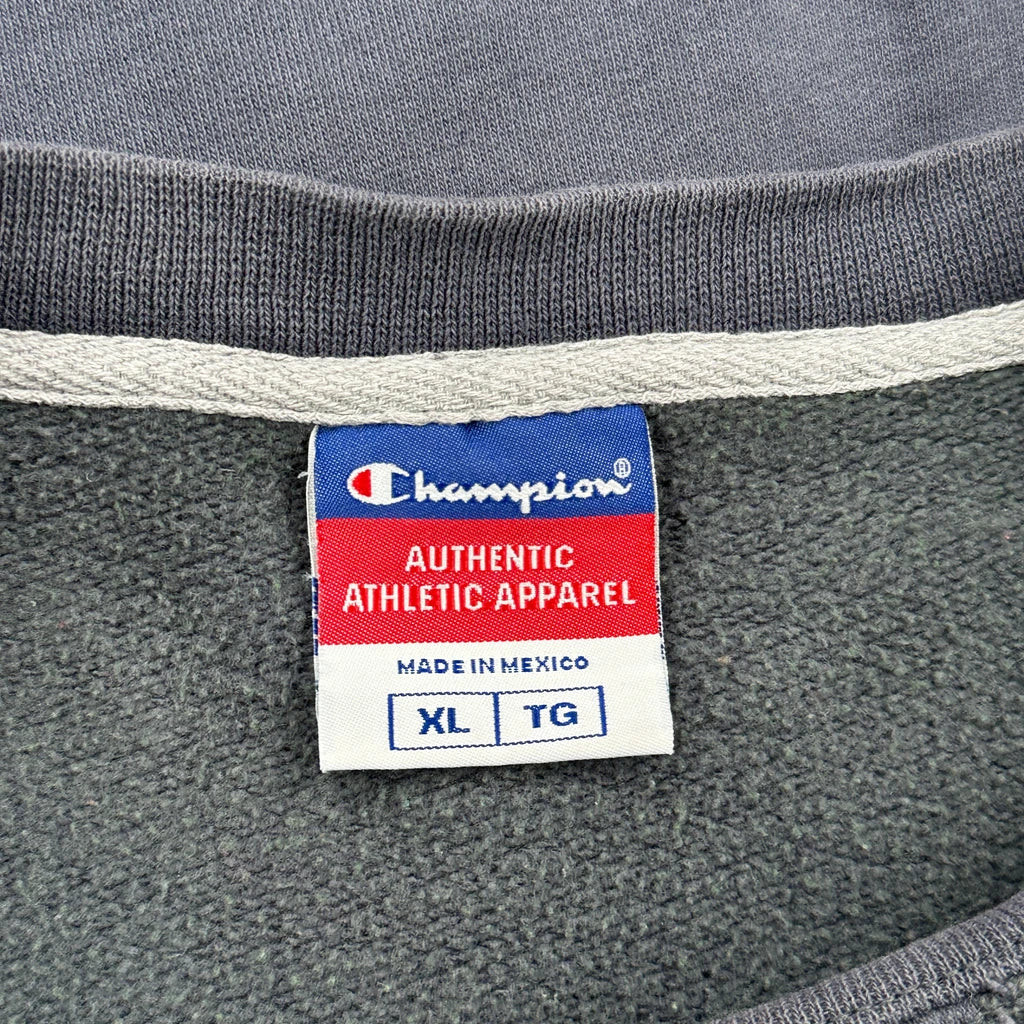 Champion®
AUTHENTIC
ATHLETIC APPAREL
MADE IN MEXICO
XL TG